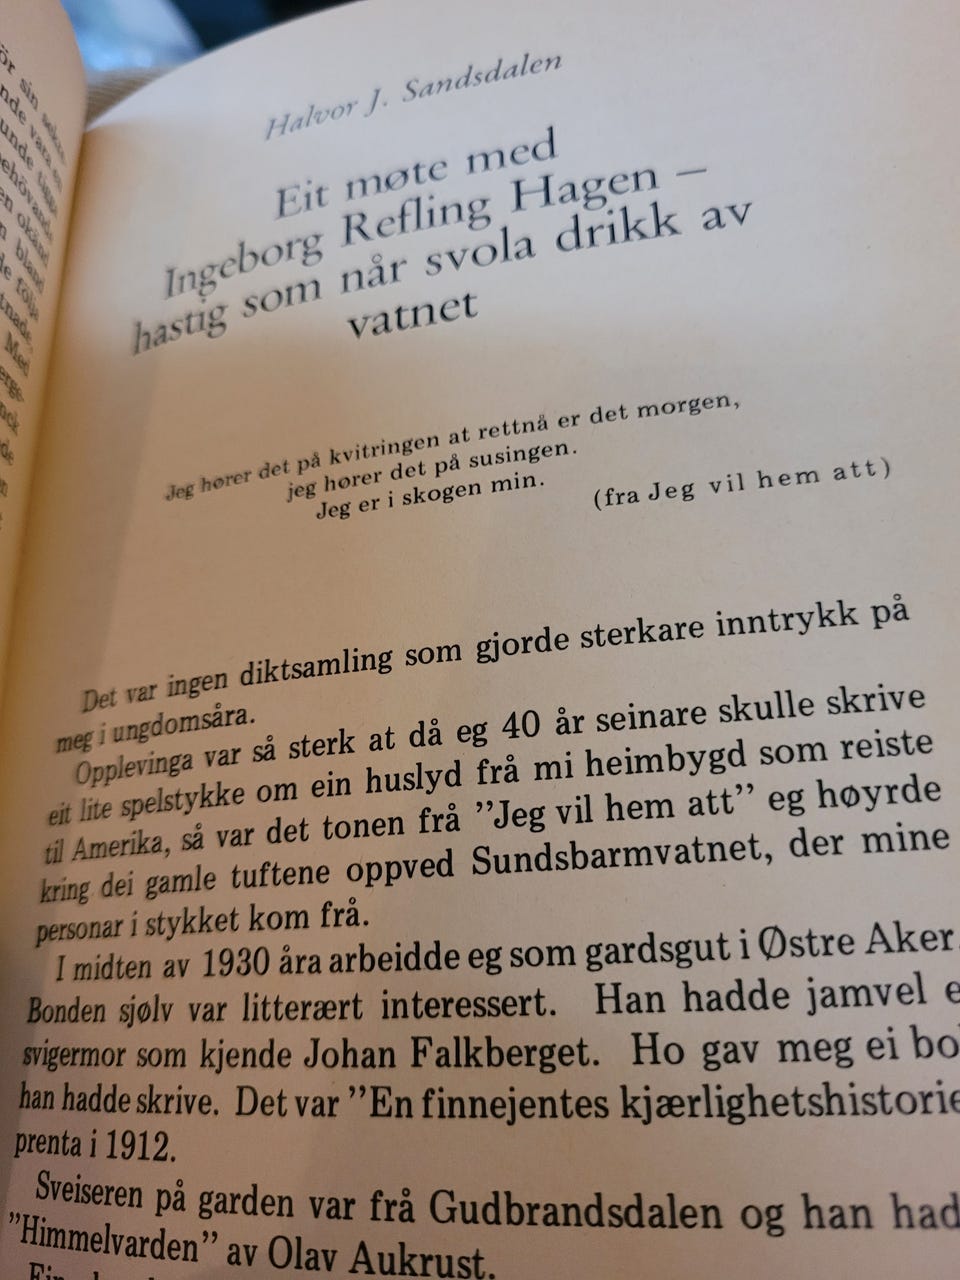 Halvor J. Sandsdalen
Eit møte med
Ingeborg Refling Hagen –
hastig som når svola drikk av
vatnet
Jeg hører det på kvitringen at rettnå er det morgen,
jeg hører det på susingen.
Jeg er i skogen min.
(fra Jeg vil hem att)
Det var ingen diktsamling som gjorde sterkare inntrykk på
meg i ungdomsåra.
Opplevinga var så sterk at då eg 40 år seinare skulle skrive
eit lite spelstykke om ein huslyd frå mi heimbygd som reiste
til Amerika, så var det tonen frå ”Jeg vil hem att” eg høyrde
kring dei gamle tuftene oppved Sundsbarmvatnet, der mine
personar i stykket kom frå.
I midten av 1930 åra arbeidde eg som gardsgut i Østre Aker.
Bonden sjølv var litterært interessert. Han hadde jamvel e
svigermor som kjende Johan Falkberget. Ho gav meg ei bo
han hadde skrive. Det var ”En finnejentes kjærlighetshistorie
prenta i 1912.
Sveiseren på garden var frå Gudbrandsdalen og han had
”Himmelvarden” av Olav Aukrust.